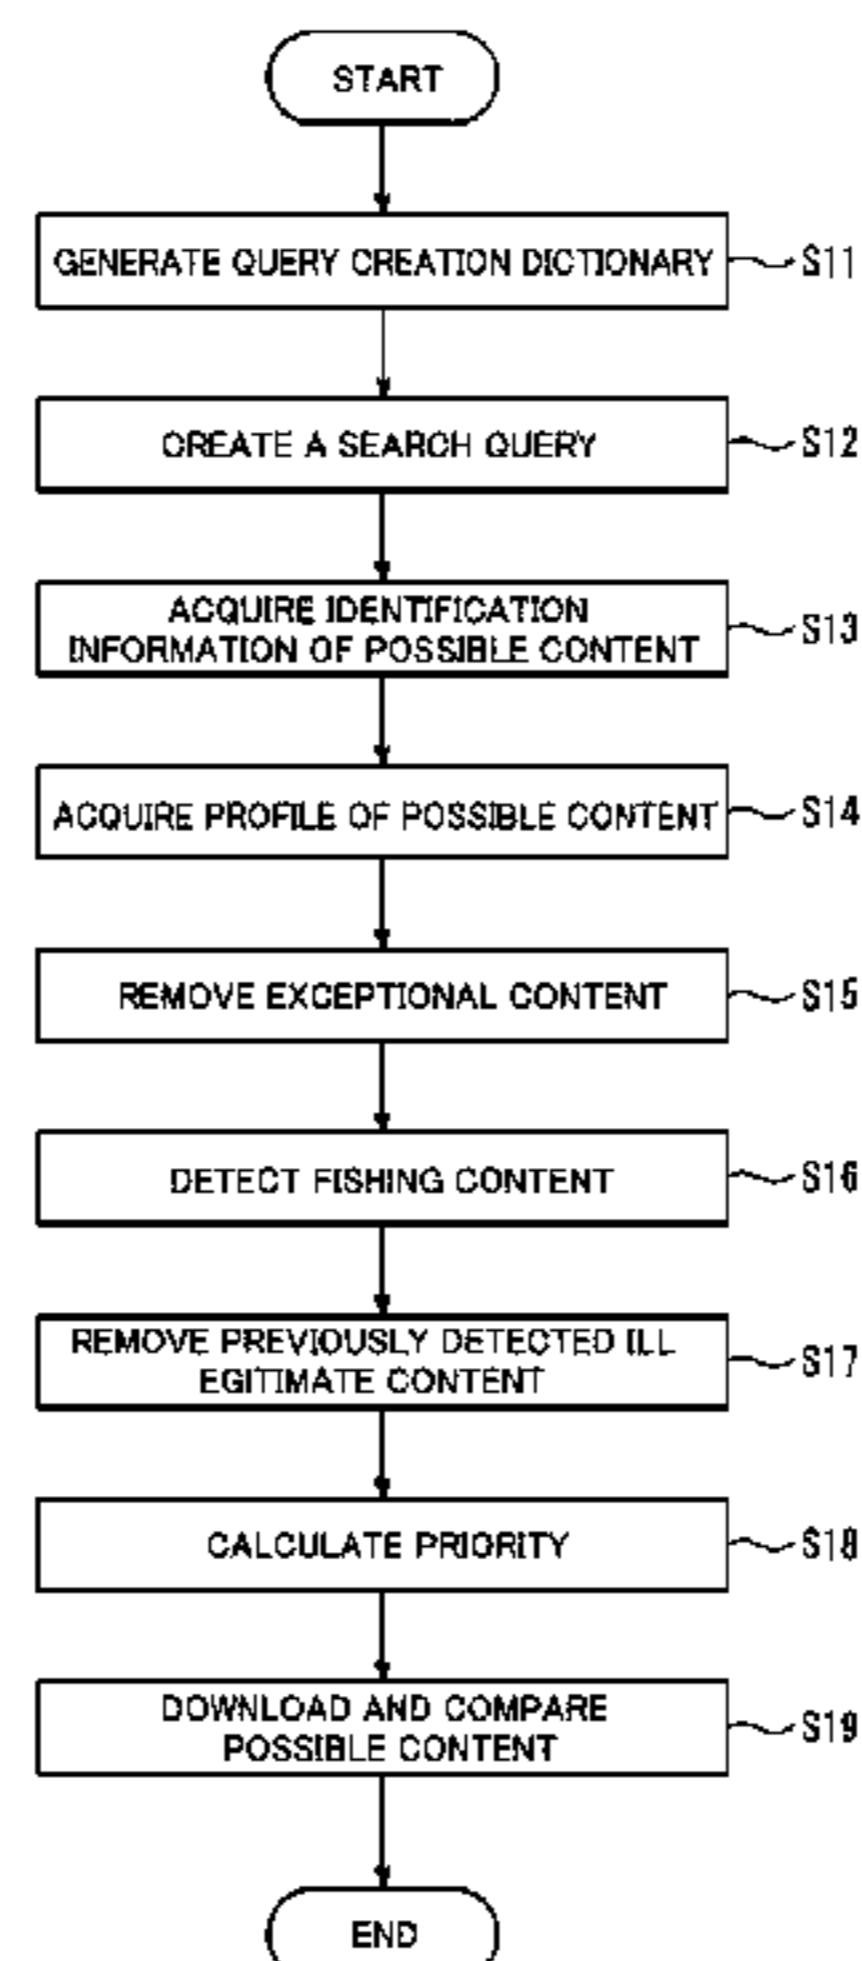 START
GENERATE QUERY CREATION DICTIONARY
S11
CREATE A SEARCH QUERY
S12
ACQUIRE IDENTIFICATION
INFORMATION OF POSSIBLE CONTENT
S13
ACQUIRE PROFILE OF POSSIBLE CONTENT
S14
REMOVE EXCEPTIONAL CONTENT
S15
DETECT FISHING CONTENT
S16
REMOVE PREVIOUSLY DETECTED ILL
EGITIMATE CONTENT
S17
CALCULATE PRIORITY
S18
DOWNLOAD AND COMPARE
POSSIBLE CONTENT
S19
END